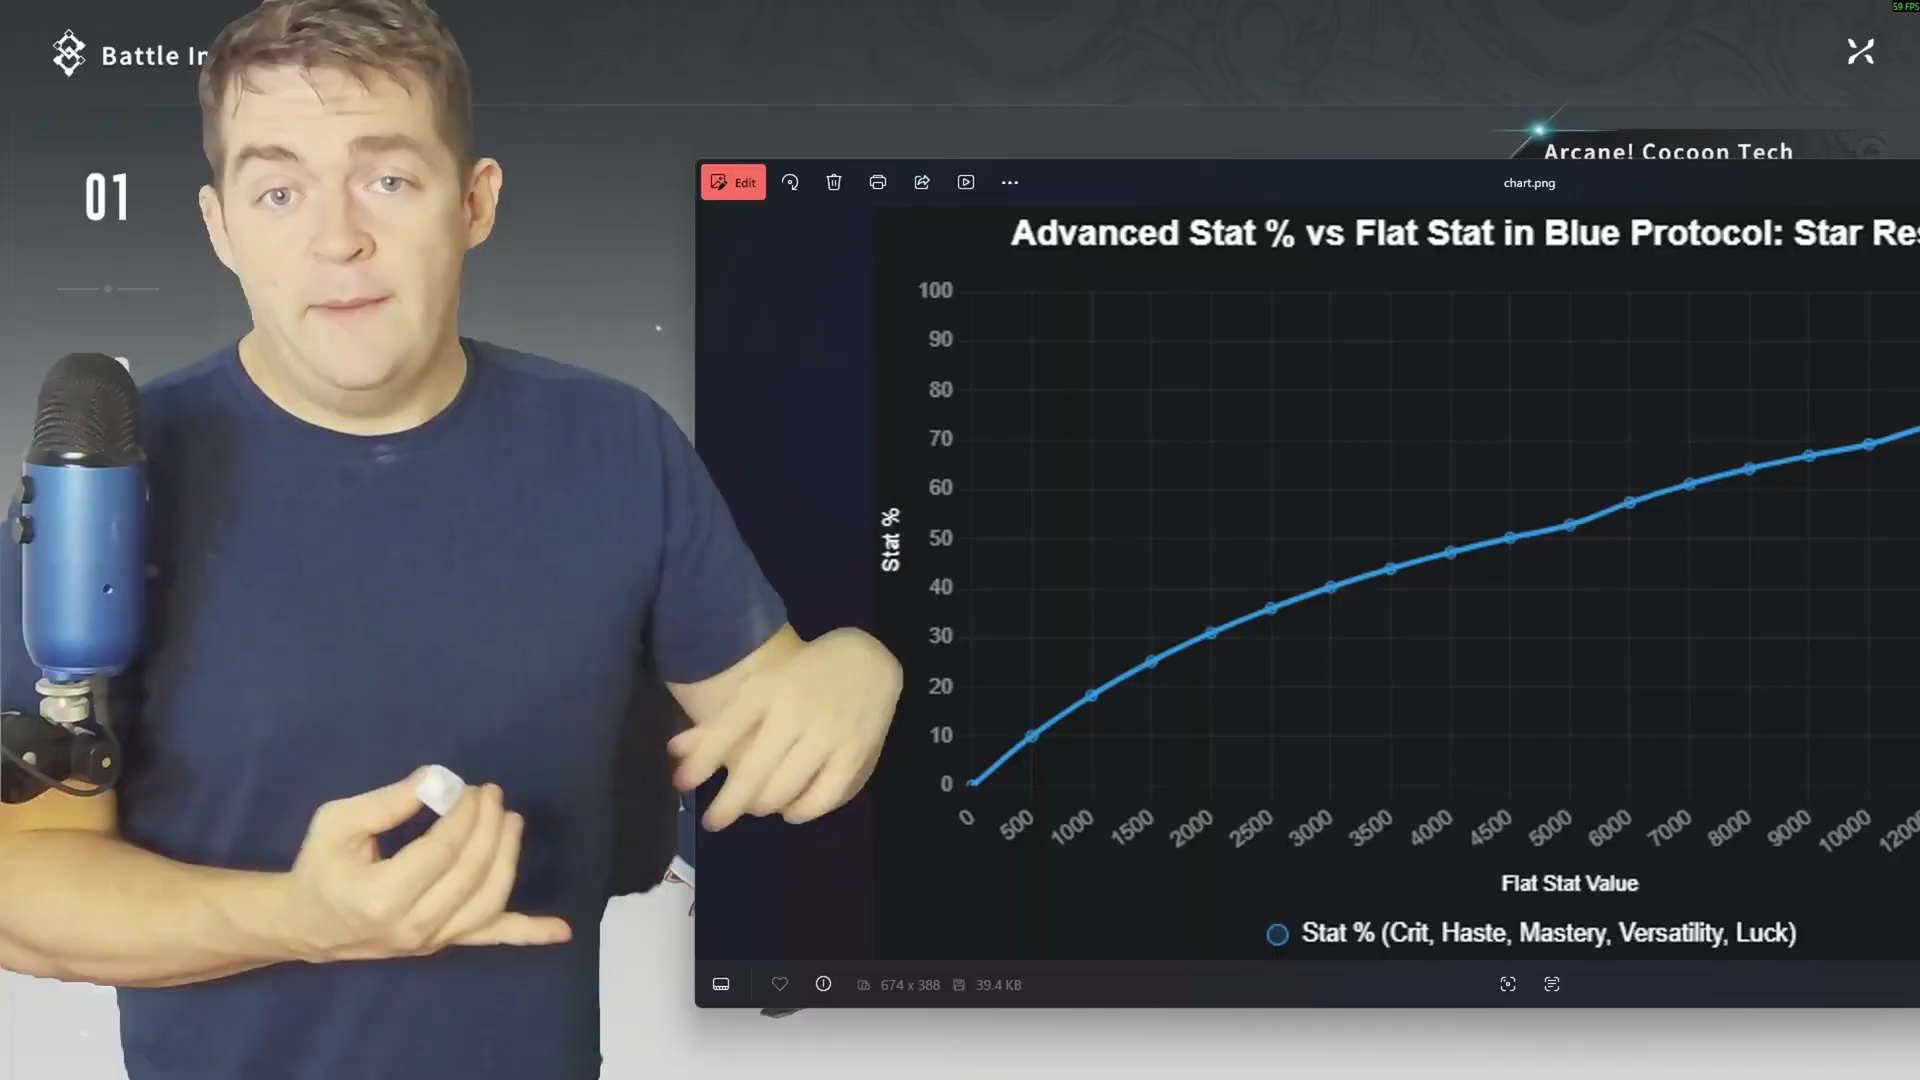 59 FPS
Battle In
01
Arcane! Cocoon Tech
Edit
chart.png
Advanced Stat % vs Flat Stat in Blue Protocol: Star Res
100
90
80
70
60
50
40
30
20
10
0
Stat %
0 500 1000 1500 2000 2500 3000 3500 4000 4500 5000 6000 7000 8000 9000 10000 1200
Flat Stat Value
Stat % (Crit, Haste, Mastery, Versatility, Luck)
674 x 388 39.4 KB